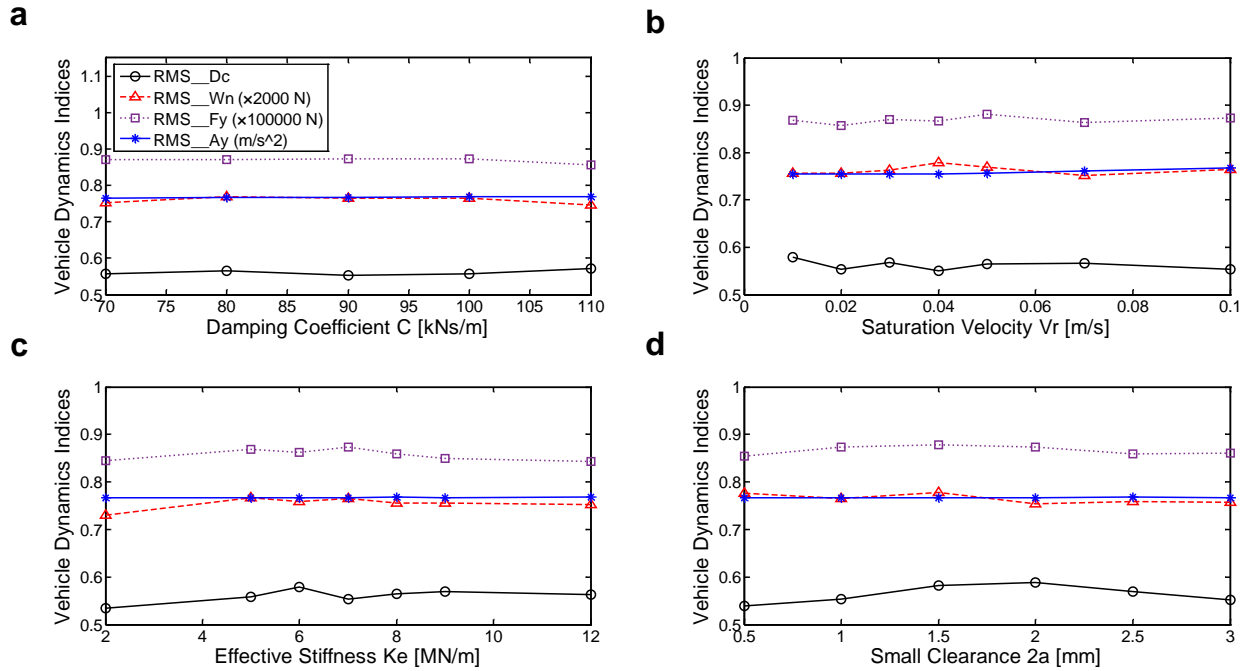 a
Vehicle Dynamics Indices
1.1
1
0.9
0.8
0.7
0.6
0.5
RMS__Dc
RMS__Wn (×2000 N)
RMS__Fy (×100000 N)
RMS__Ay (m/s^2)
70 75 80 85 90 95 100 105 110
Damping Coefficient C [kNs/m]
b
Vehicle Dynamics Indices
1
0.9
0.8
0.7
0.6
0.5
0 0.02 0.04 0.06 0.08 0.1
Saturation Velocity Vr [m/s]
c
Vehicle Dynamics Indices
1
0.9
0.8
0.7
0.6
0.5
2 4 6 8 10 12
Effective Stiffness Ke [MN/m]
d
Vehicle Dynamics Indices
1
0.9
0.8
0.7
0.6
0.5
0.5 1 1.5 2 2.5 3
Small Clearance 2a [mm]